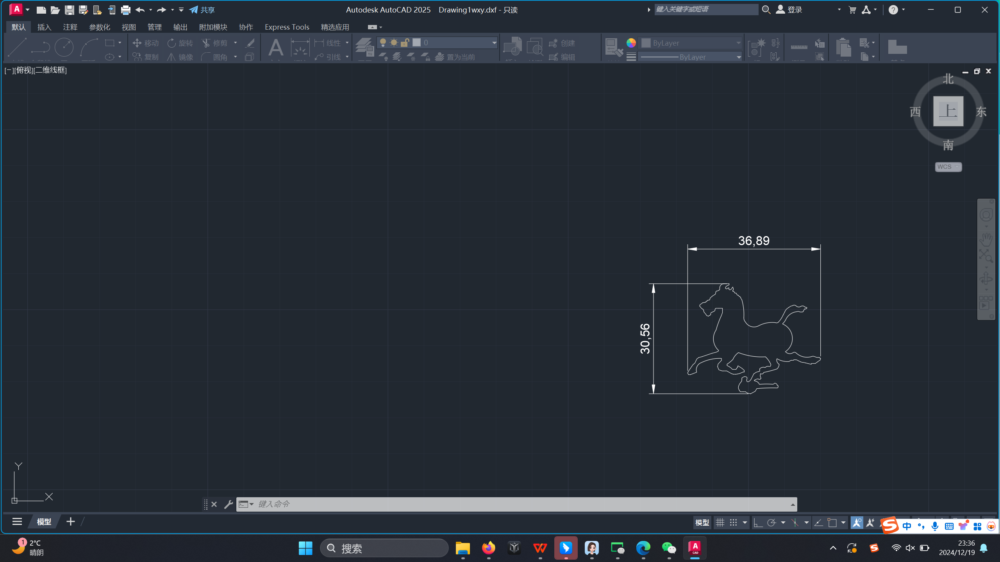 A
共享
Autodesk AutoCAD 2025 Drawing1wxy.dxf - 只读
键入关键字或短语
登录
默认 插入 注释 参数化 视图 管理 输出 附加模块 协作 Express Tools 精选应用
移动 旋转 修剪
A
线性
0
创建
ByLayer
复制 镜像 圆角
引线
置为当前
编辑
ByLayer
[−][俯视][二维线框]
北
西
上
东
南
WCS
36,89
30,56
Y
X
键入命令
模型
模型
中
1
2°C
晴朗
搜索
A
CAD
23:36
2024/12/19